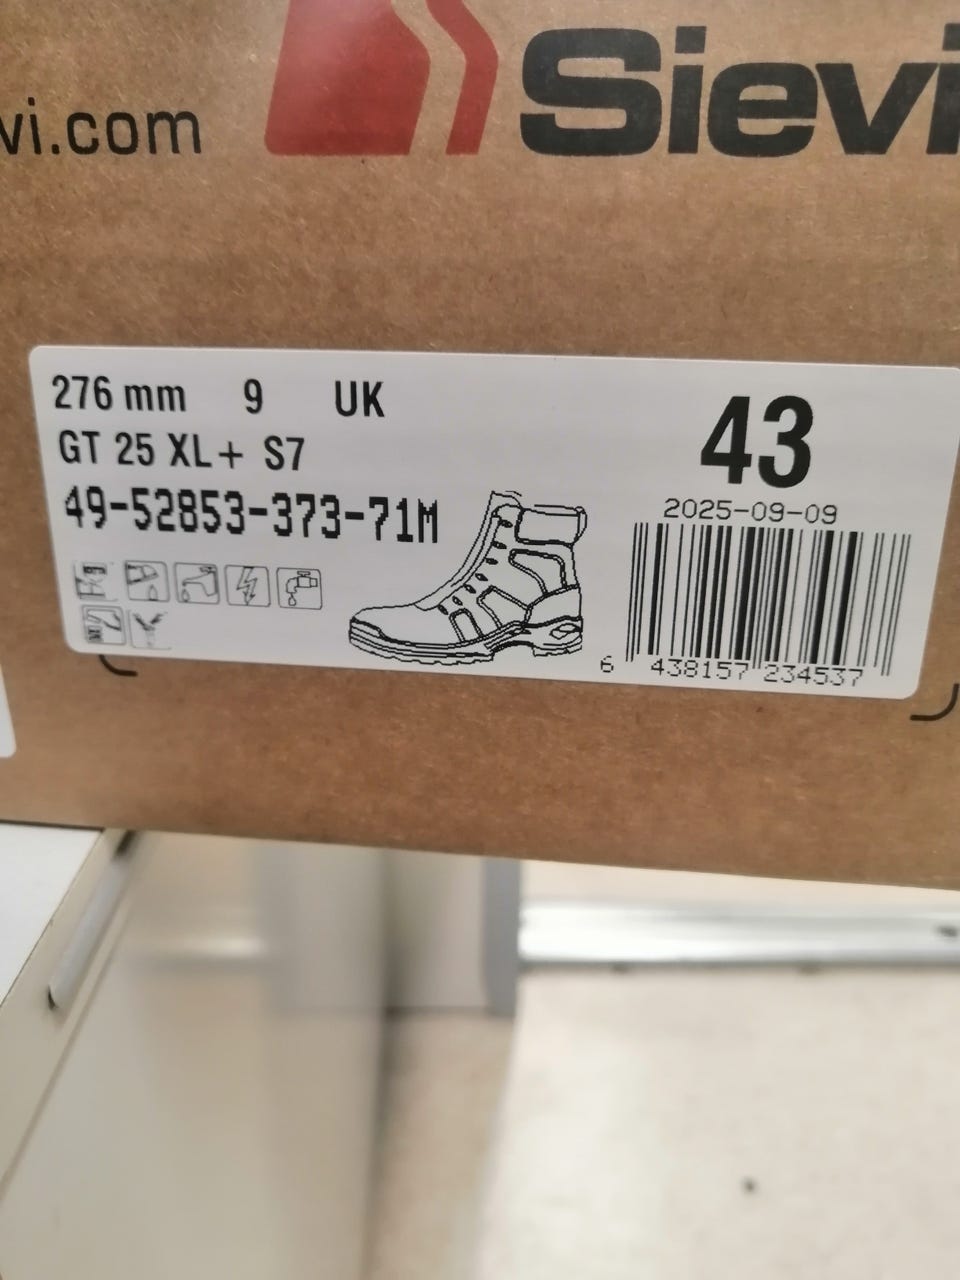 vi.com
Sievi
276 mm 9 UK
GT 25 XL+ S7
49-52853-373-71M
43
2025-09-09
6 438157 234537